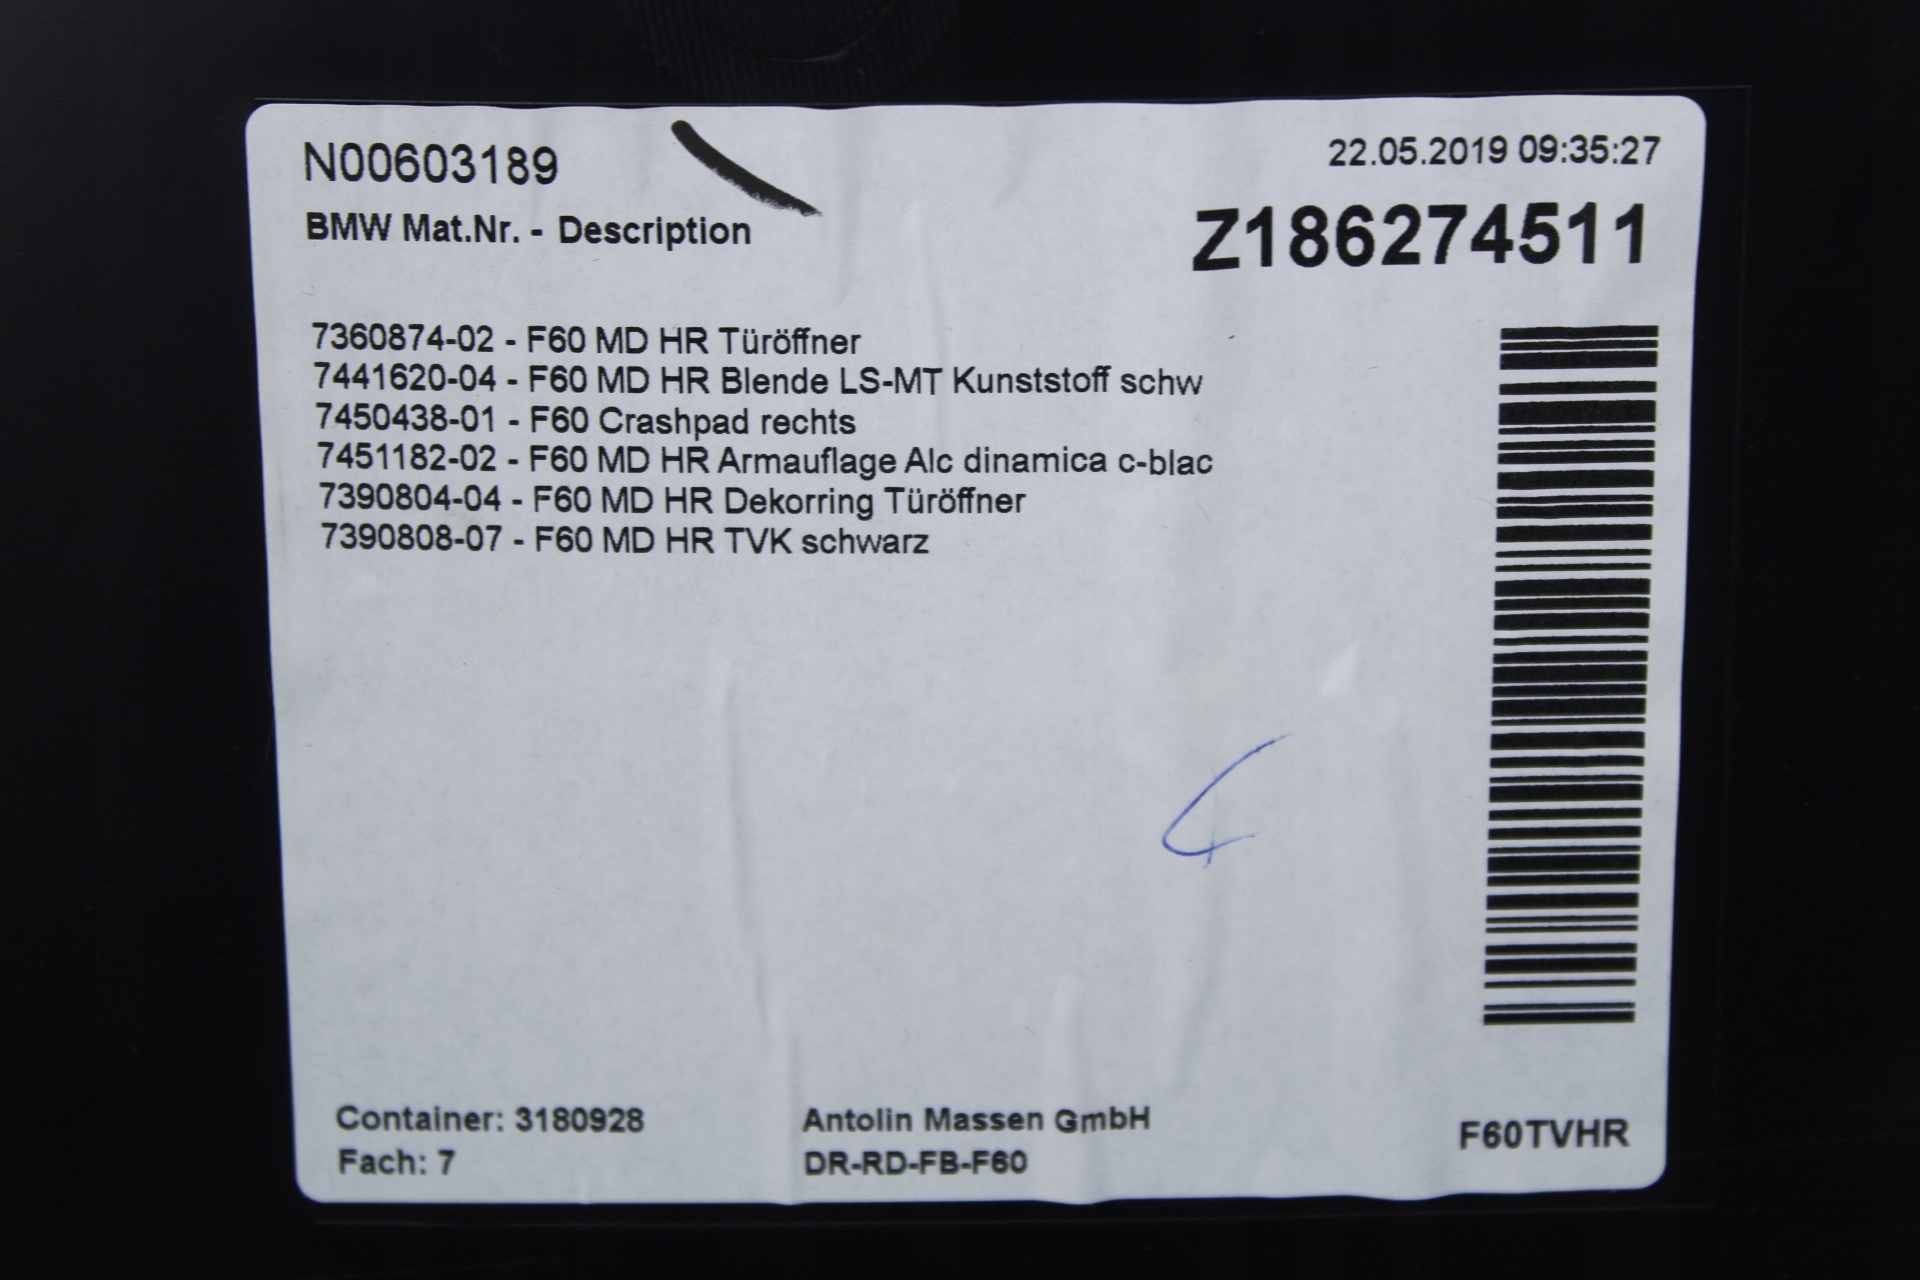 N00603189
22.05.2019 09:35:27
BMW Mat.Nr. - Description
Z186274511
7360874-02 - F60 MD HR Türöffner
7441620-04 - F60 MD HR Blende LS-MT Kunststoff schw
7450438-01 - F60 Crashpad rechts
7451182-02 - F60 MD HR Armauflage Alc dinamica c-blac
7390804-04 - F60 MD HR Dekorring Türöffner
7390808-07 - F60 MD HR TVK schwarz
Container: 3180928
Antolin Massen GmbH
F60TVHR
Fach: 7
DR-RD-FB-F60